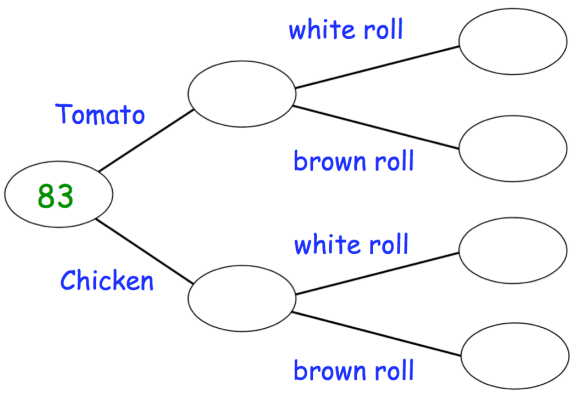 white roll
Tomato
brown roll
83
white roll
Chicken
brown roll